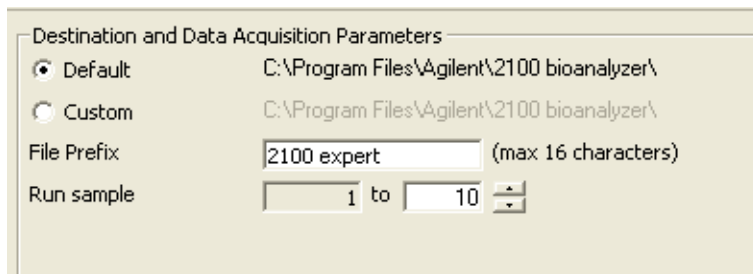 Destination and Data Acquisition Parameters
Default C:\Program Files\Agilent\2100 bioanalyzer\
Custom C:\Program Files\Agilent\2100 bioanalyzer\
File Prefix 2100 expert (max 16 characters)
Run sample 1 to 10